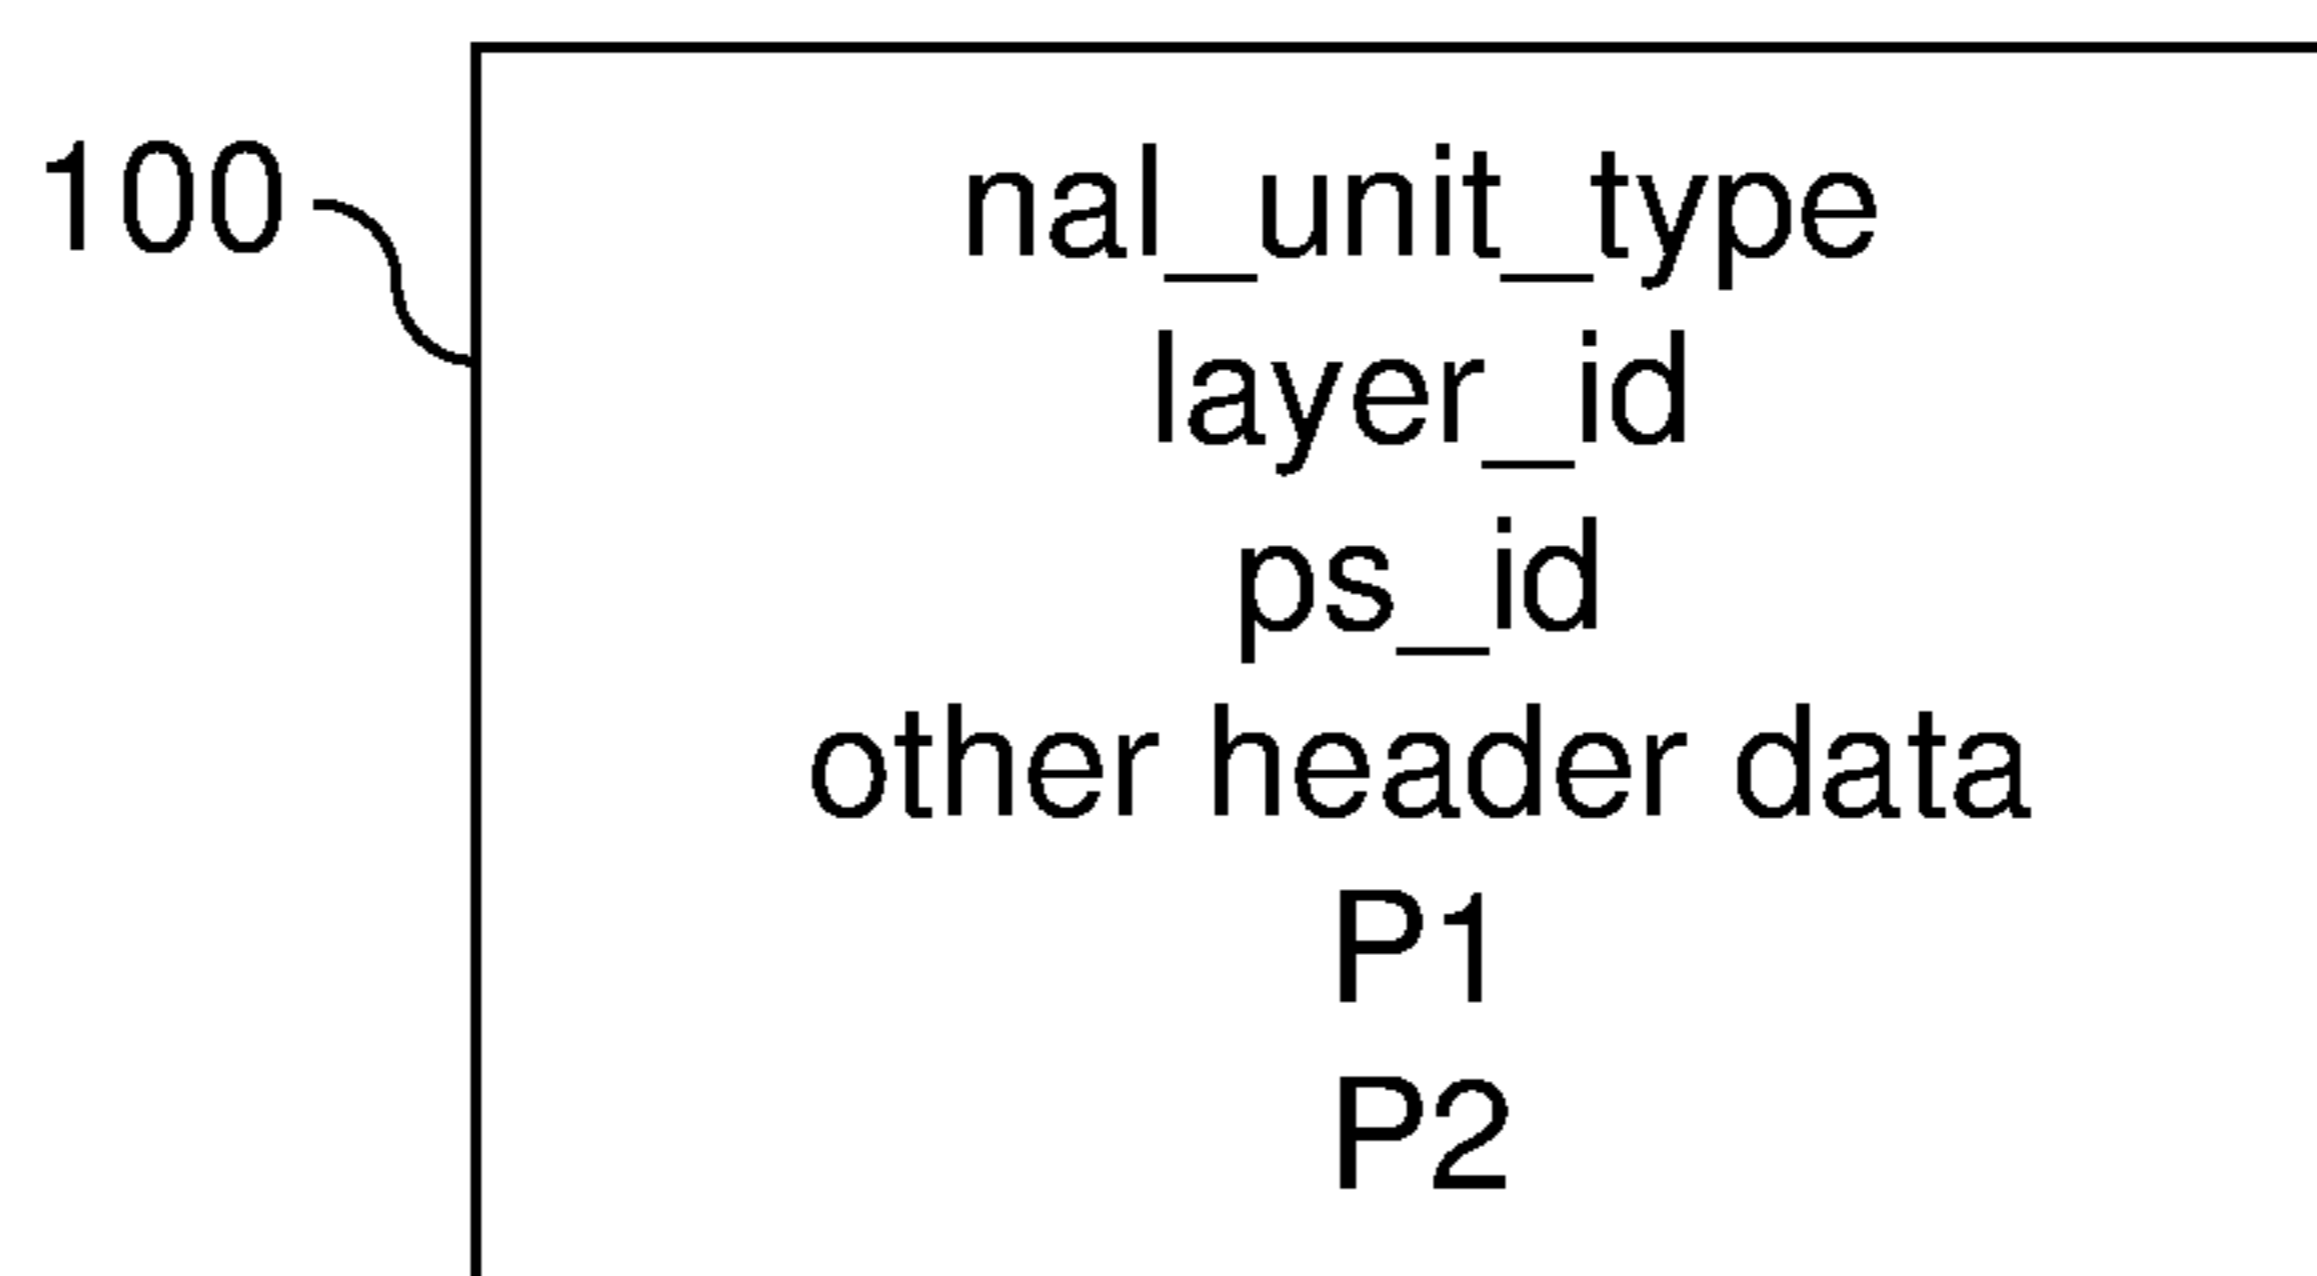 100
nal_unit_type
layer_id
ps_id
other header data
P1
P2